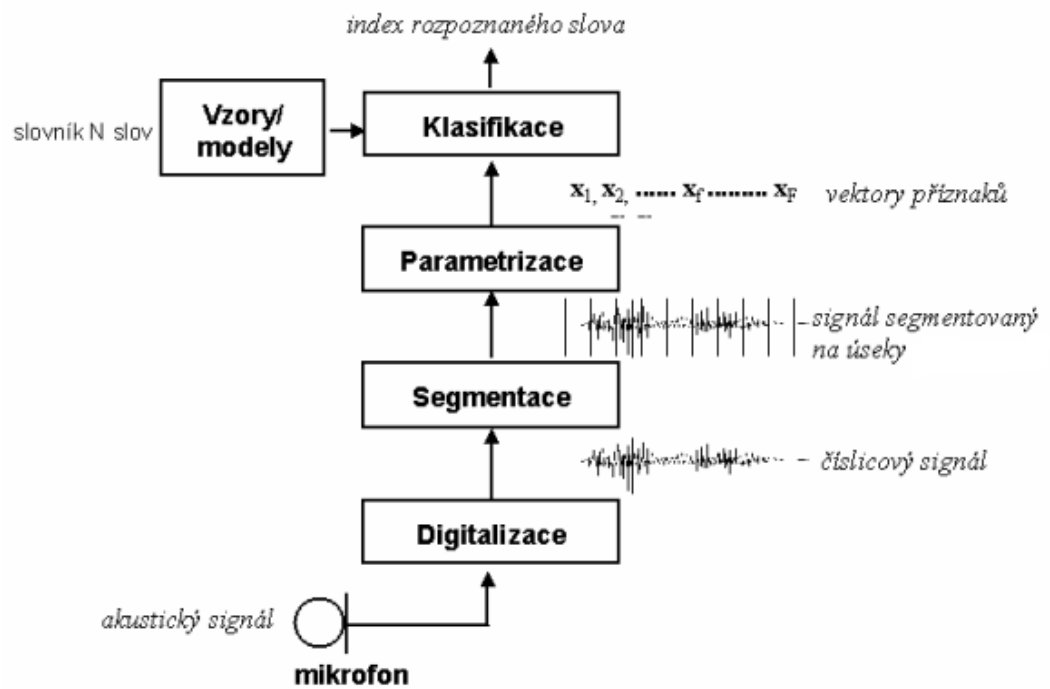 index rozpoznaného slova
slovník N slov
Vzory/
modely
Klasifikace
x1, x2, ...... xf ......... xF
vektory příznaků
Parametrizace
signál segmentovaný
na úseky
Segmentace
číslicový signál
Digitalizace
akustický signál
mikrofon